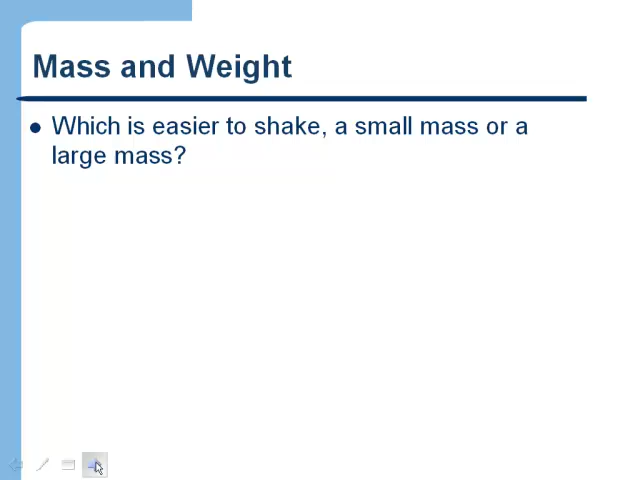 Mass and Weight
Which is easier to shake, a small mass or a
large mass?